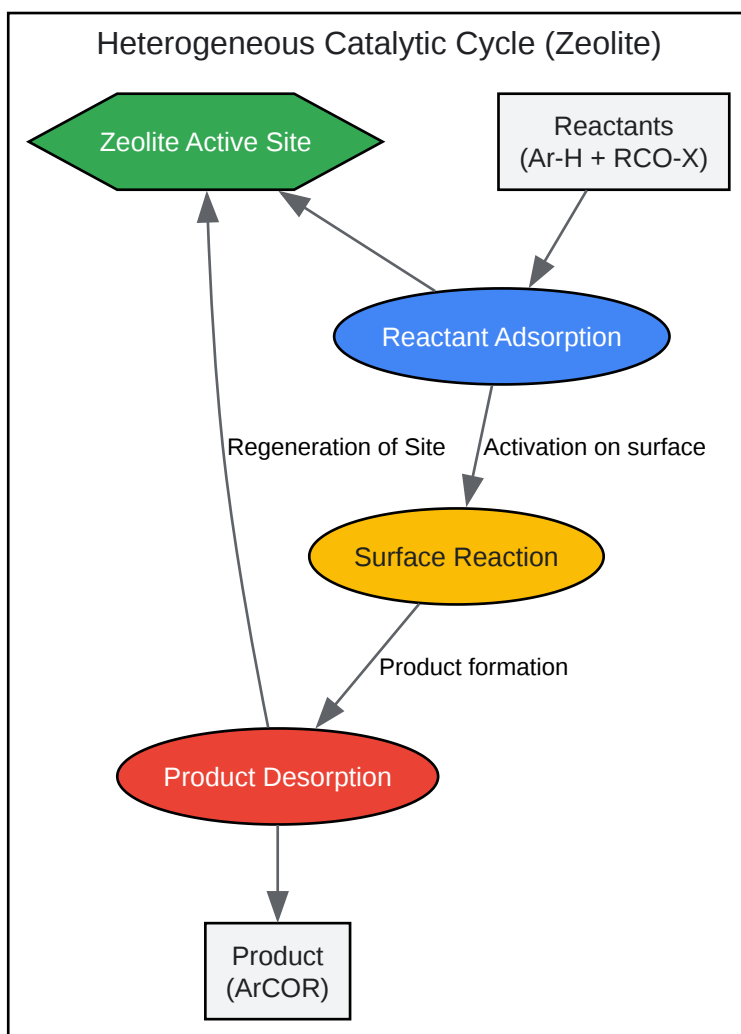 Heterogeneous Catalytic Cycle (Zeolite)
Zeolite Active Site
Reactants
(Ar-H + RCO-X)
Reactant Adsorption
Regeneration of Site
Activation on surface
Surface Reaction
Product formation
Product Desorption
Product
(ArCOR)